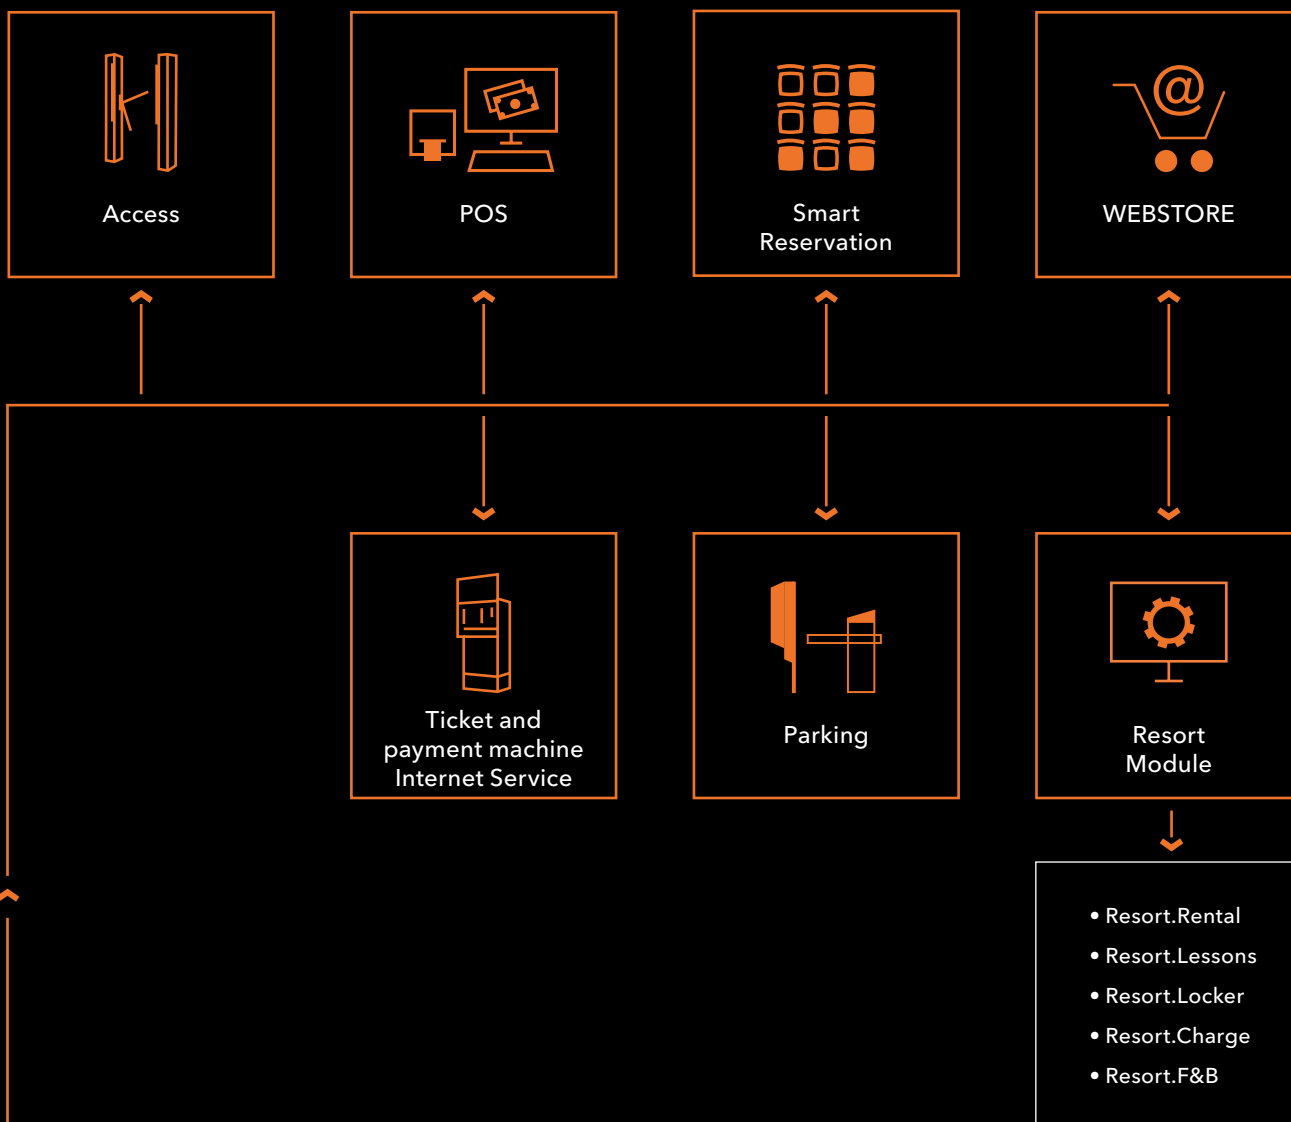 Access
POS
Smart
Reservation
@
WEBSTORE
Ticket and
payment machine
Internet Service
Parking
Resort
Module
• Resort.Rental
• Resort.Lessons
• Resort.Locker
• Resort.Charge
• Resort.F&B